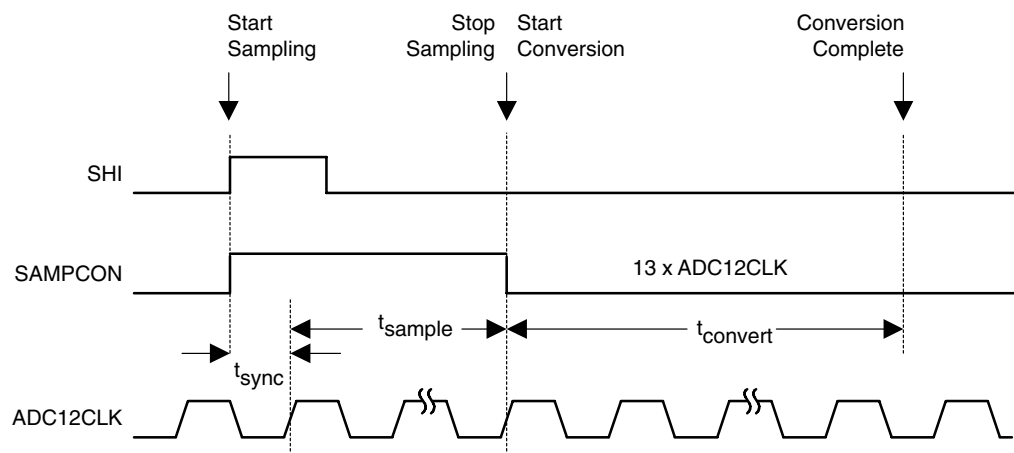 Start
Sampling
Stop
Sampling
Start
Conversion
Conversion
Complete
SHI
SAMPCON
13 x ADC12CLK
tsample
tconvert
tsync
ADC12CLK